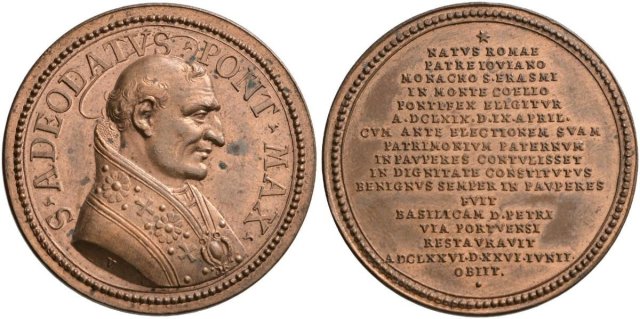 S·ADEODATVS·PONT·MAX·
NATVS ROMAE
PATRE IOVIANO
MONACHO S·ERASMI
IN MONTE COELIO
PONTIFEX ELIGITVR
A·DCLXIX·D·IX·APRIL·
CVM ANTE ELECTIONEM SVAM
PATRIMONIVM PATERNVM
IN PAVPERES CONTVLISSET
IN DIGNITATE CONSTITVTVS
BENIGNVS SEMPER IN PAVPERES
FVIT
BASILICAM D·PETRI
VIA PORTVENSI
RESTAVRAVIT
A·DCLXXVI·D·XXVI·IVNII
OBIIT·